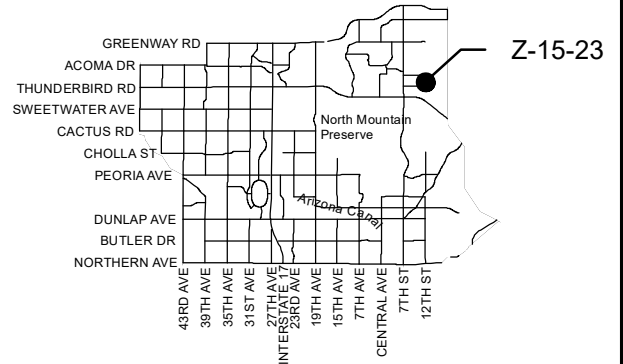 GREENWAY RD
Z-15-23
ACOMA DR
THUNDERBIRD RD
SWEETWATER AVE
North Mountain
Preserve
CACTUS RD
CHOLLA ST
PEORIA AVE
Arizona Canal
DUNLAP AVE
BUTLER DR
NORTHERN AVE
43RD AVE
39TH AVE
35TH AVE
31ST AVE
27TH AVE
INTERSTATE 17
23RD AVE
19TH AVE
15TH AVE
7TH AVE
CENTRAL AVE
7TH ST
12TH ST